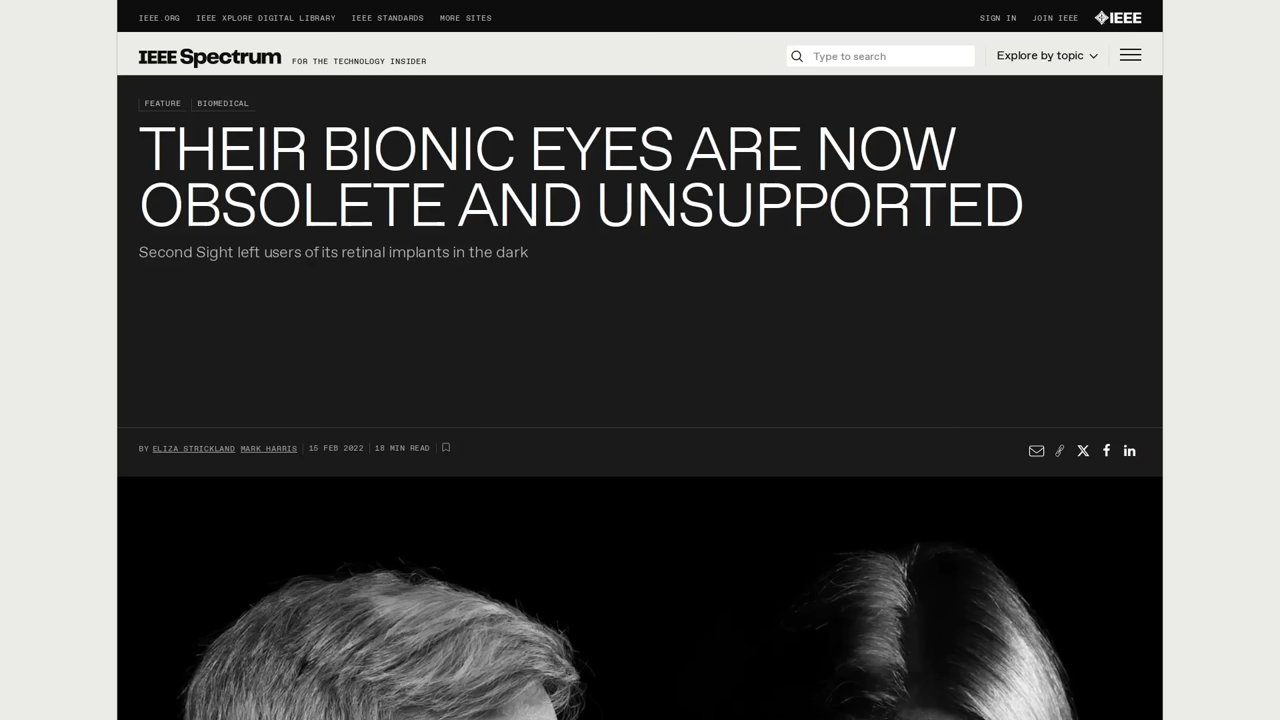 IEEE.ORG IEEE XPLORE DIGITAL LIBRARY IEEE STANDARDS MORE SITES SIGN IN JOIN IEEE IEEE
IEEE Spectrum FOR THE TECHNOLOGY INSIDER Type to search Explore by topic
FEATURE BIOMEDICAL
THEIR BIONIC EYES ARE NOW
OBSOLETE AND UNSUPPORTED
Second Sight left users of its retinal implants in the dark
BY ELIZA STRICKLAND MARK HARRIS 15 FEB 2022 18 MIN READ